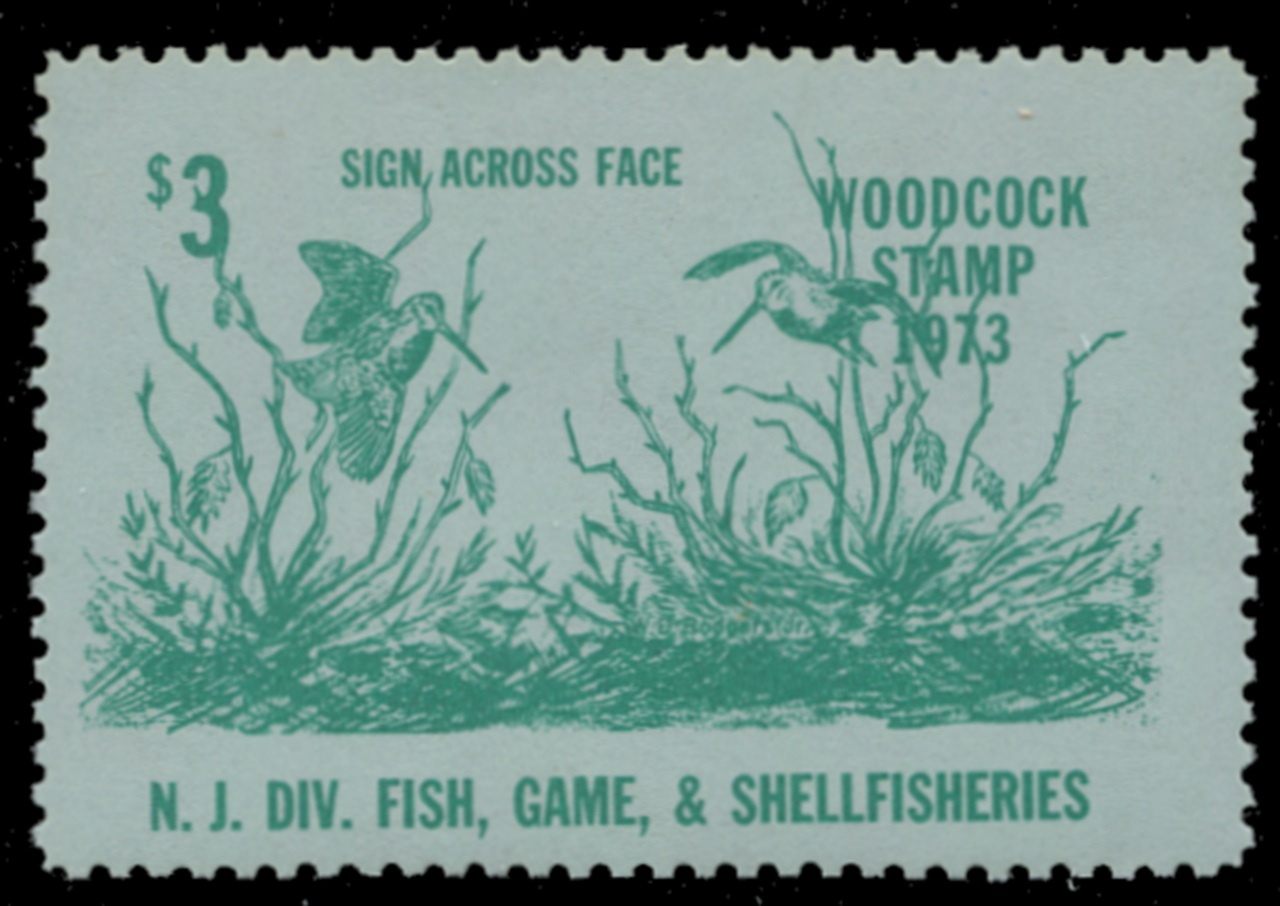 $3
SIGN ACROSS FACE
WOODCOCK
STAMP
1973
N. J. DIV. FISH, GAME, & SHELLFISHERIES